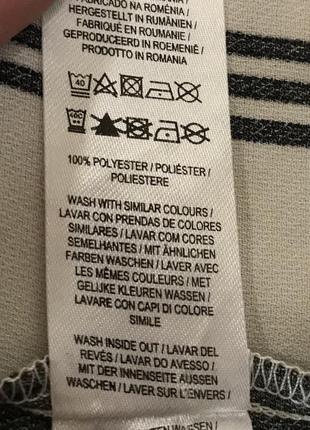 FABRICADO NA ROMÉNIA /
HERGESTELLT IN RUMÄNIEN /
FABRIQUÉ EN ROUMANIE /
GEPRODUCEERD IN ROEMENIË /
PRODOTTO IN ROMANIA
40
40C
100% POLYESTER / POLIÉSTER /
POLIESTERE
WASH WITH SIMILAR COLOURS /
LAVAR CON PRENDAS DE COLORES
SIMILARES / LAVAR COM CORES
SEMELHANTES / MIT ÄHNLICHEN
FARBEN WASCHEN / LAVER AVEC
LES MÊMES COULEURS / MET
GELIJKE KLEUREN WASSEN /
LAVARE CON CAPI DI COLORE
SIMILE
WASH INSIDE OUT / LAVAR DEL
REVÉS / LAVAR DO AVESSO /
MIT DER INNENSEITE AUSSEN
WASCHEN / LAVER SUR L'ENVERS /
WASSEN /